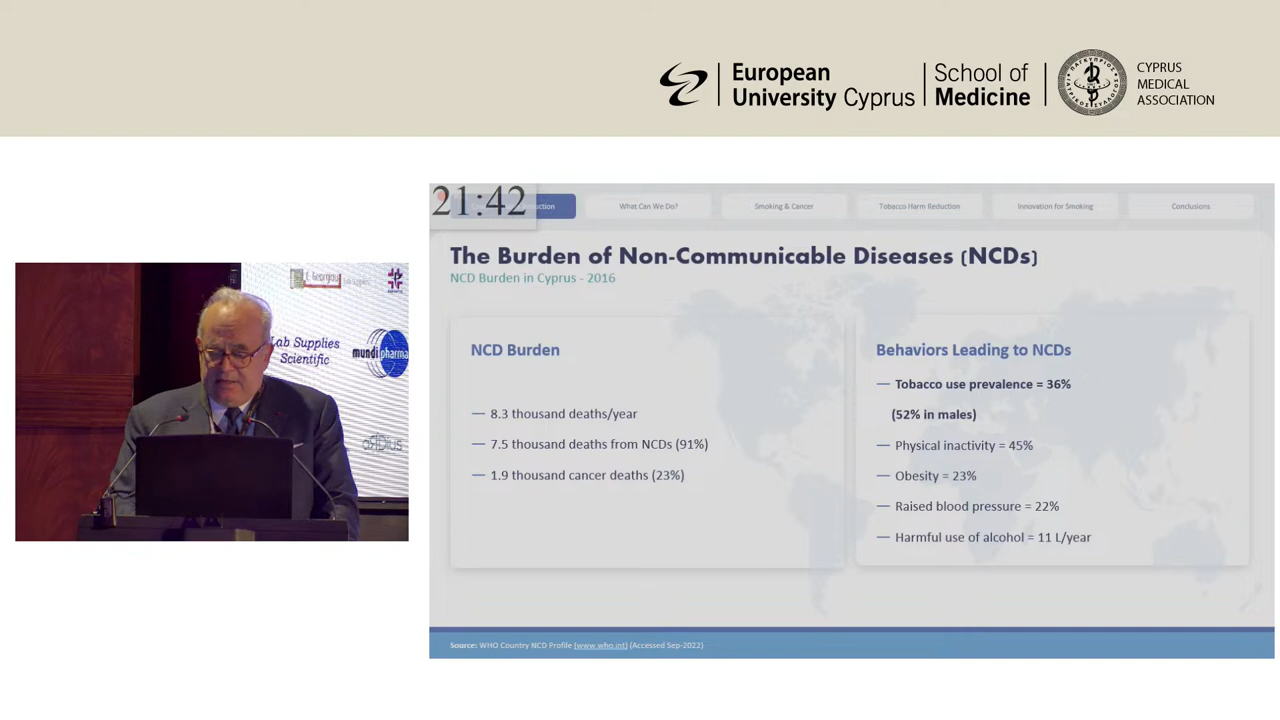 European
University Cyprus
School of
Medicine
CYPRUS
MEDICAL
ASSOCIATION
21:42
What Can We Do?
Smoking & Cancer
Tobacco Harm Reduction
Innovation for Smoking
Conclusions
The Burden of Non-Communicable Diseases (NCDs)
NCD Burden in Cyprus - 2016
NCD Burden
— 8.3 thousand deaths/year
— 7.5 thousand deaths from NCDs (91%)
— 1.9 thousand cancer deaths (23%)
Behaviors Leading to NCDs
— Tobacco use prevalence = 36%
(52% in males)
— Physical inactivity = 45%
— Obesity = 23%
— Raised blood pressure = 22%
— Harmful use of alcohol = 11 L/year
Source: WHO Country NCD Profile (www.who.int) (Accessed Sep-2022)
Lab Supplies
Scientific
mundipharma